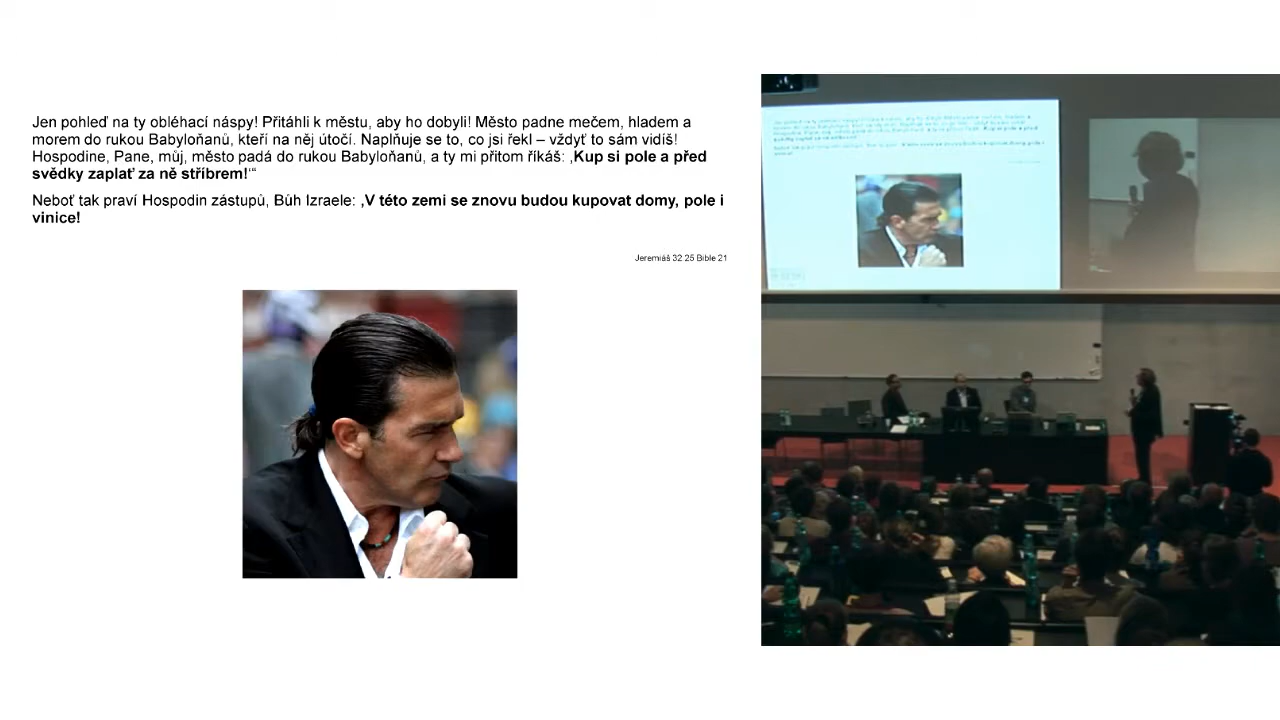 Jen pohleď na ty obléhací náspy! Přitáhli k městu, aby ho dobyli! Město padne mečem, hladem a
morem do rukou Babyloňanů, kteří na něj útočí. Naplňuje se to, co jsi řekl – vždyť to sám vidíš!
Hospodine, Pane, můj, město padá do rukou Babyloňanů, a ty mi přitom říkáš: ‚Kup si pole a před
svědky zaplať za ně stříbrem!‘“
Neboť tak praví Hospodin zástupů, Bůh Izraele: ‚V této zemi se znovu budou kupovat domy, pole i
vinice!
Jeremiáš 32.25 Bible 21